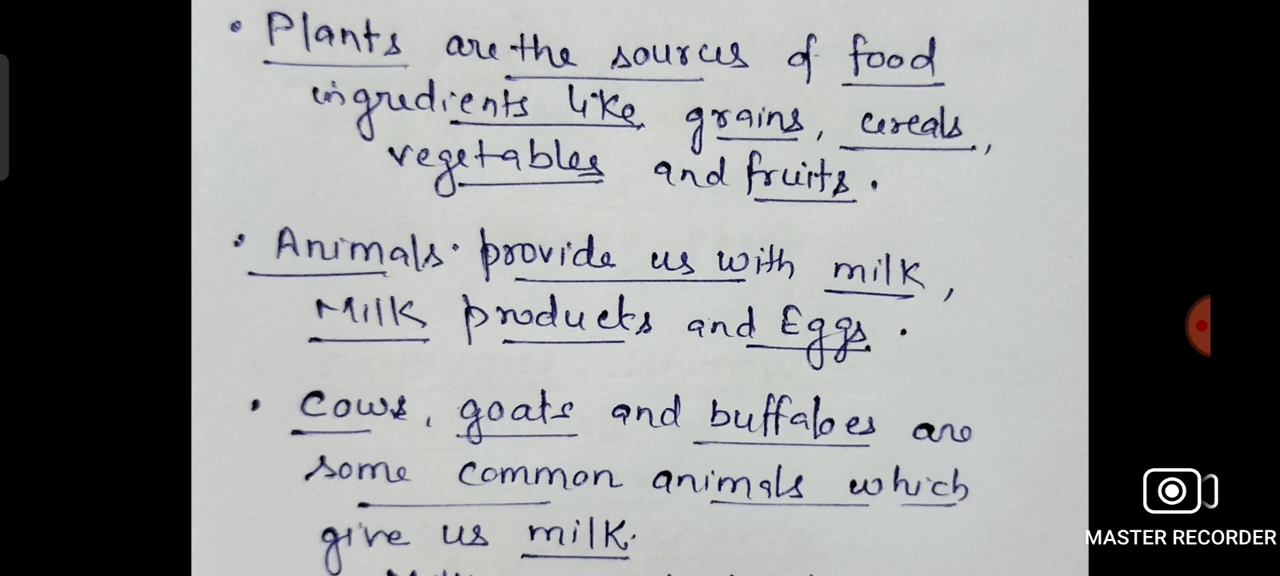 • Plants are the sources of food
ingredients like grains, cereals,
vegetables and fruits.
• Animals provide us with milk,
Milk products and Eggs.
• Cows, goats and buffaloes are
some common animals which
give us milk.
MASTER RECORDER